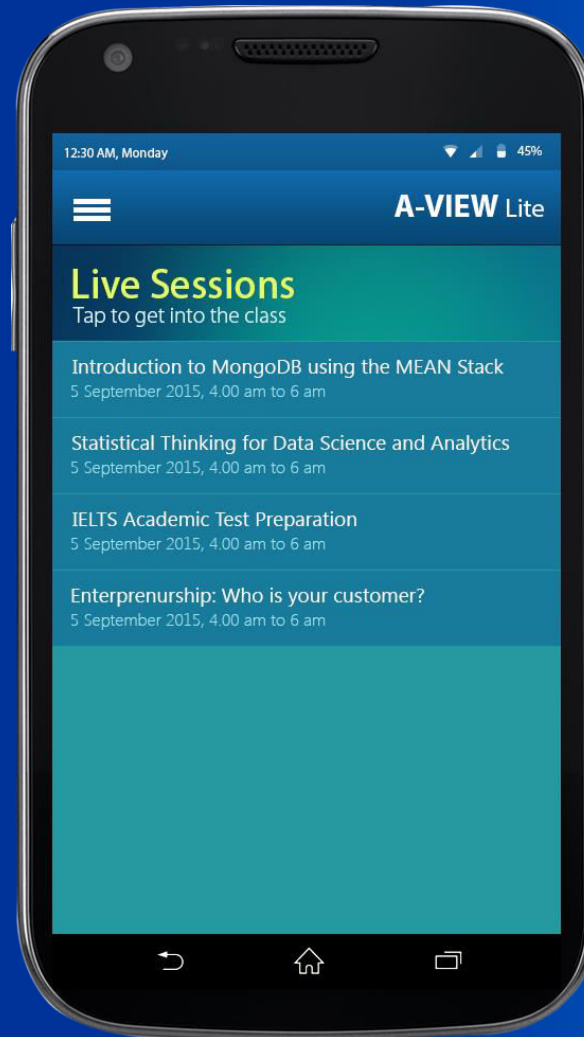 12:30 AM, Monday 45%
A-VIEW Lite
Live Sessions
Tap to get into the class
Introduction to MongoDB using the MEAN Stack
5 September 2015, 4.00 am to 6 am
Statistical Thinking for Data Science and Analytics
5 September 2015, 4.00 am to 6 am
IELTS Academic Test Preparation
5 September 2015, 4.00 am to 6 am
Enterprenurship: Who is your customer?
5 September 2015, 4.00 am to 6 am